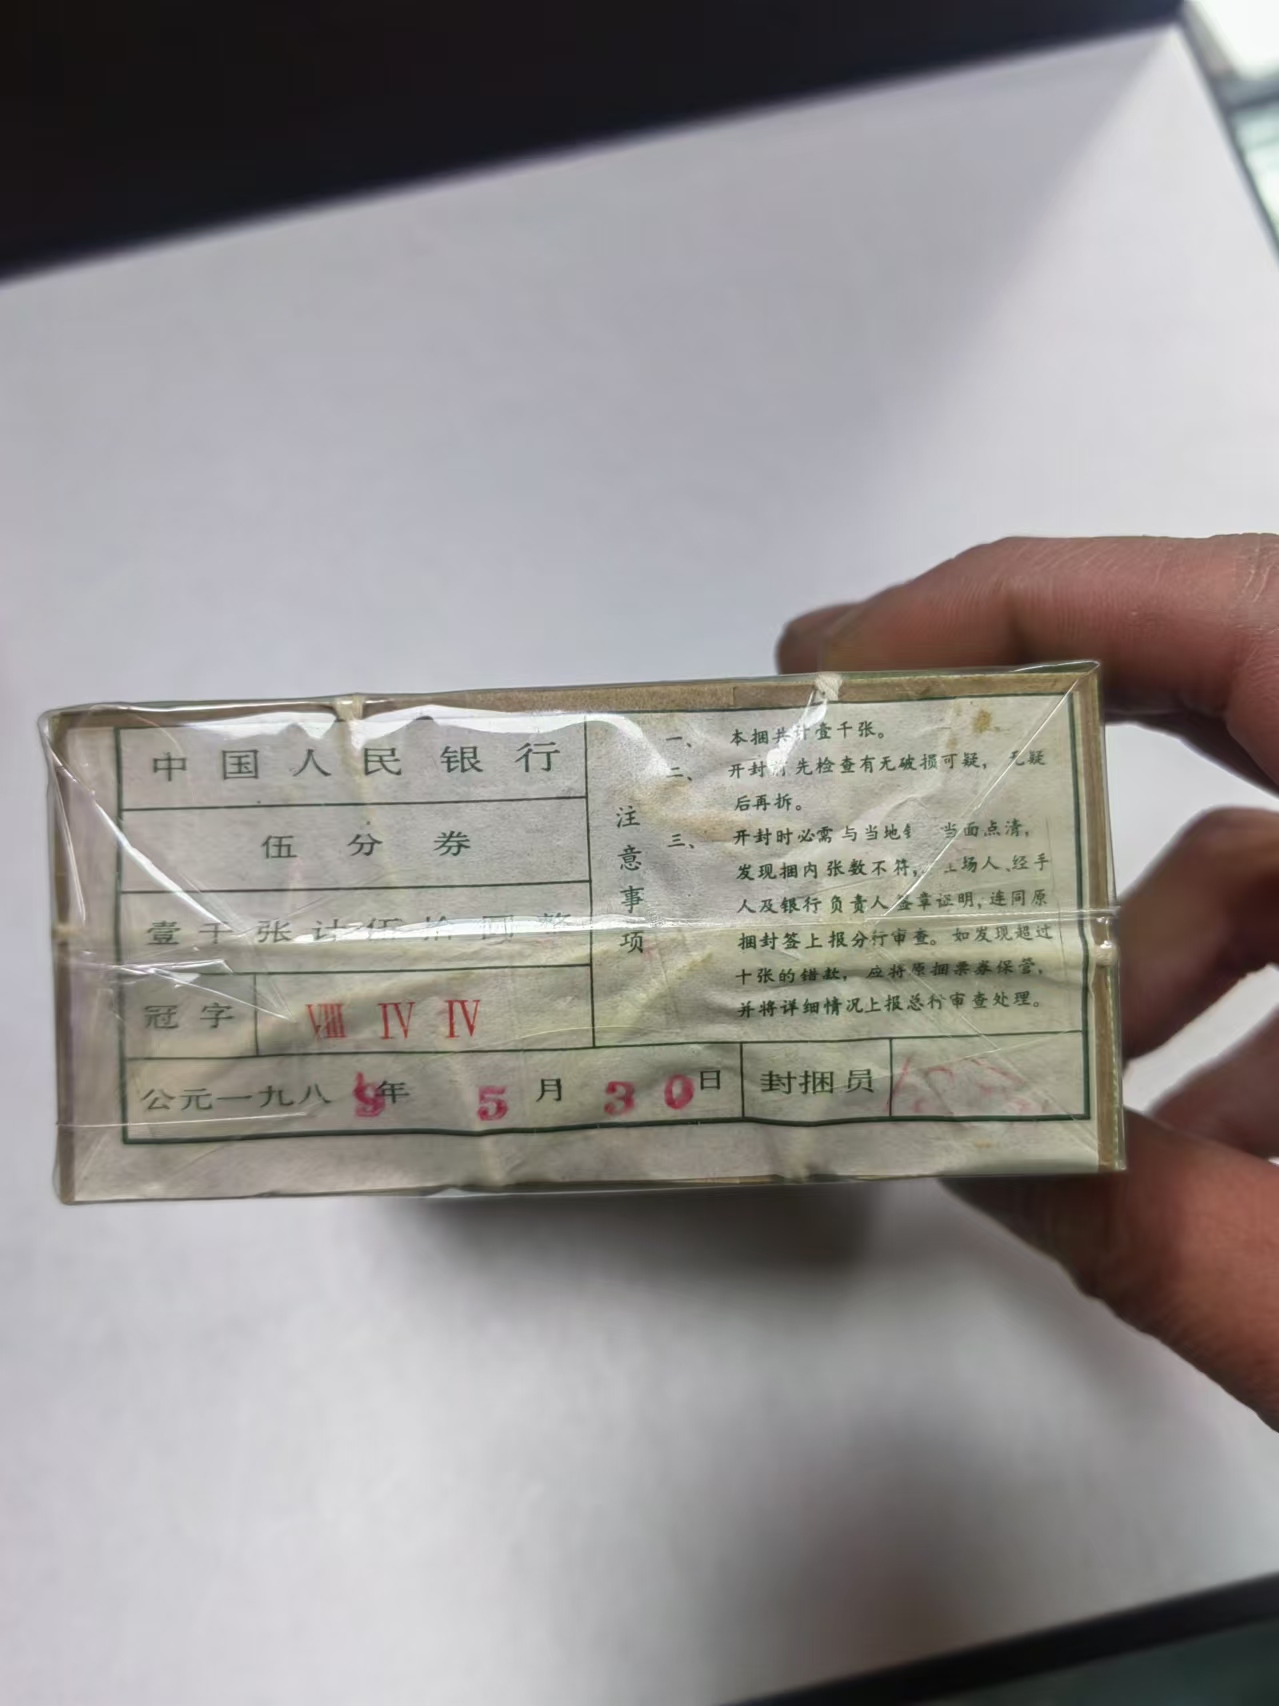 中国人民银行
伍分券
壹千张计伍拾圆整
冠字 Ⅷ Ⅳ Ⅳ
公元一九八9年 5月30日 封捆员
注意事项
一、 本捆共计壹千张。
二、 开封前先检查有无破损可疑，无疑
后再拆。
三、 开封时必需与当地 当面点清，
发现捆内张数不符， 场人、经手
人及银行负责人签章证明，连同原
捆封签上报分行审查。如发现超过
十张的错款，应将原捆票券保管，
并将详细情况上报总行审查处理。